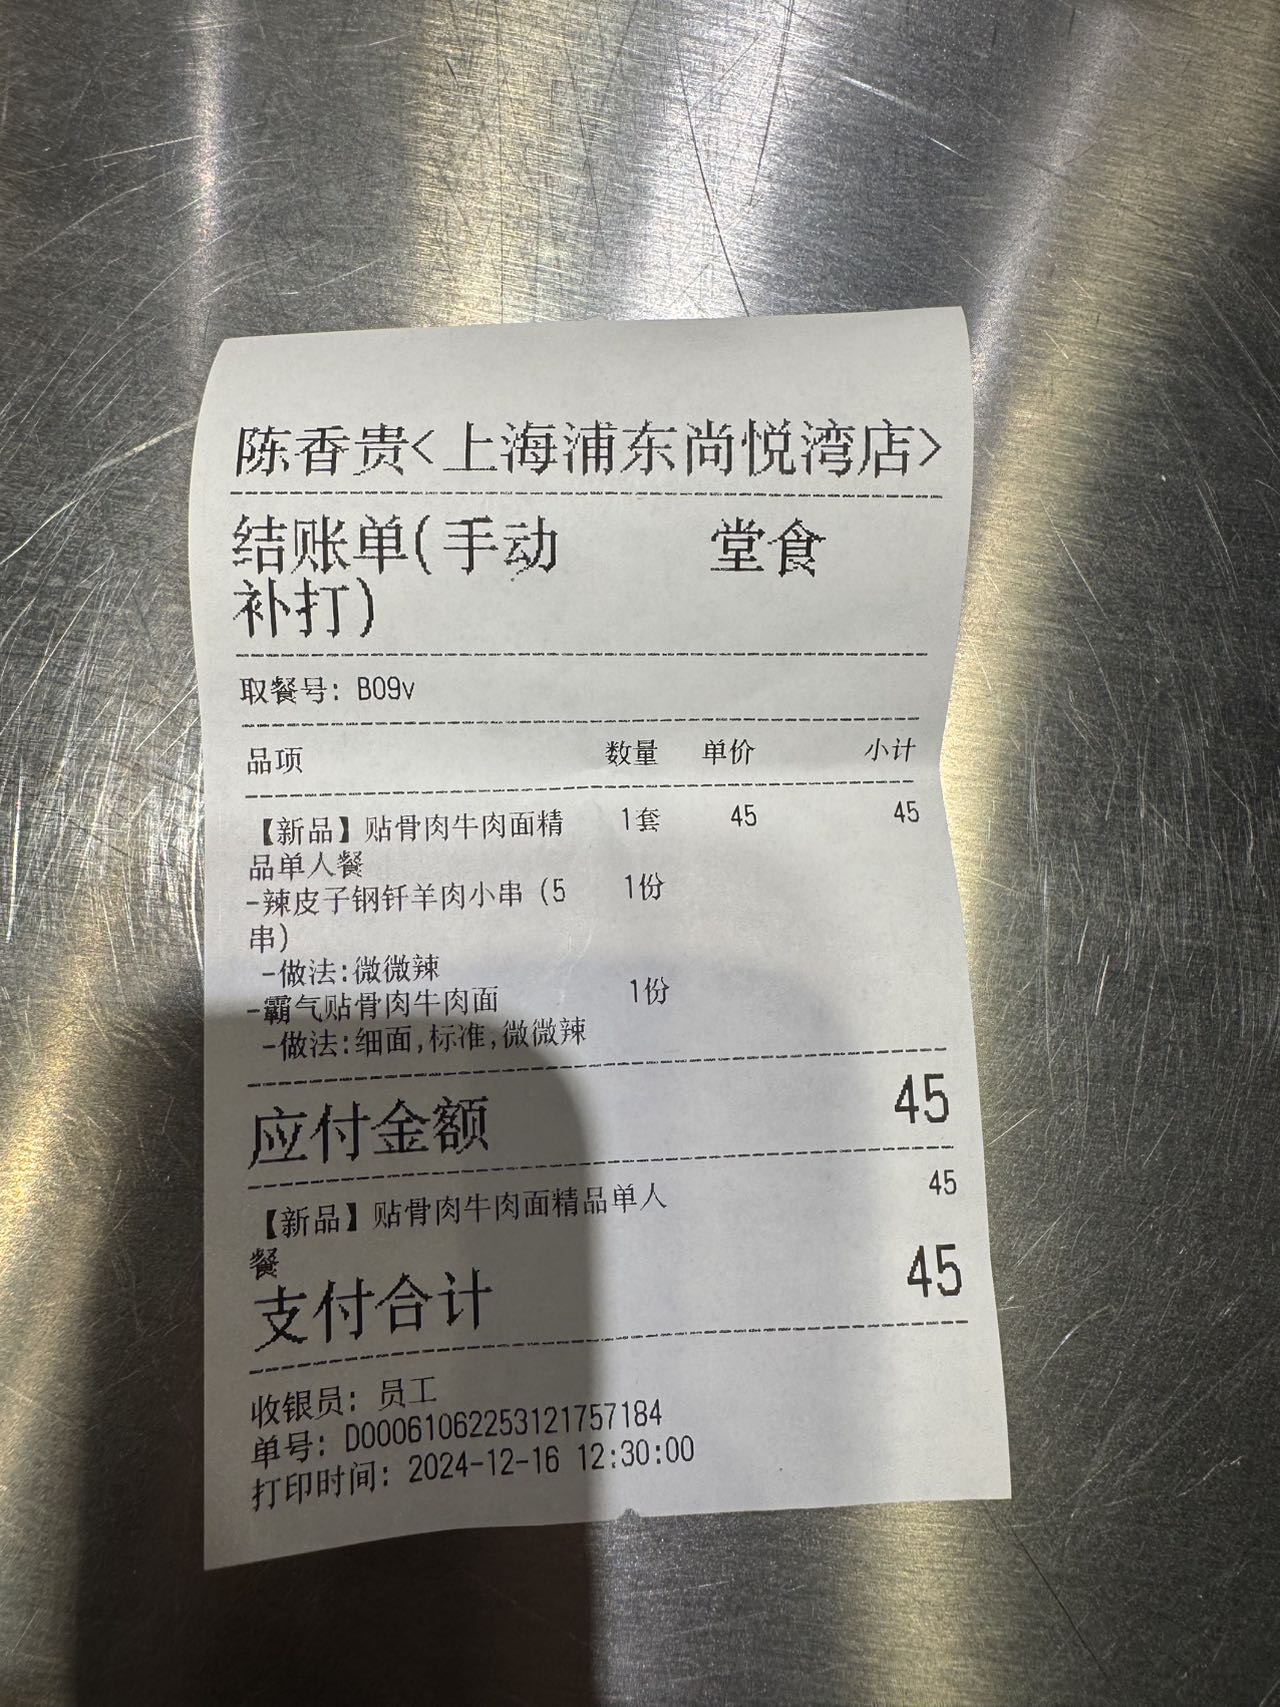 陈香贵<上海浦东尚悦湾店>
结账单(手动 堂食
补打)
取餐号: B09v
品项 数量 单价 小计
【新品】贴骨肉牛肉面精 1套 45 45
品单人餐
-辣皮子钢钎羊肉小串（5 1份
串）
-做法:微微辣
-霸气贴骨肉牛肉面 1份
-做法:细面,标准,微微辣
应付金额 45
【新品】贴骨肉牛肉面精品单人 45
餐
支付合计 45
收银员: 员工
单号: D00061062253121757184
打印时间: 2024-12-16 12:30:00